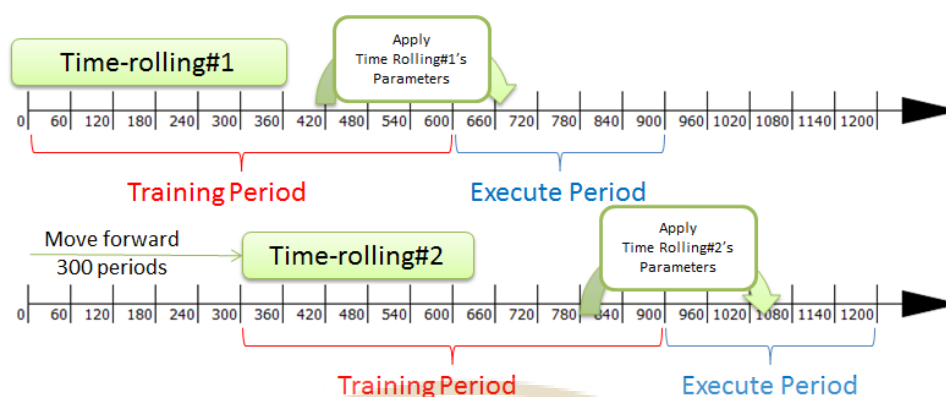 Time-rolling#1
Apply
Time Rolling#1's
Parameters
0 60 120 180 240 300 360 420 480 540 600 660 720 780 840 900 960 1020 1080 1140 1200
Training Period Execute Period
Move forward
300 periods
Time-rolling#2
Apply
Time Rolling#2's
Parameters
0 60 120 180 240 300 360 420 480 540 600 660 720 780 840 900 960 1020 1080 1140 1200
Training Period Execute Period